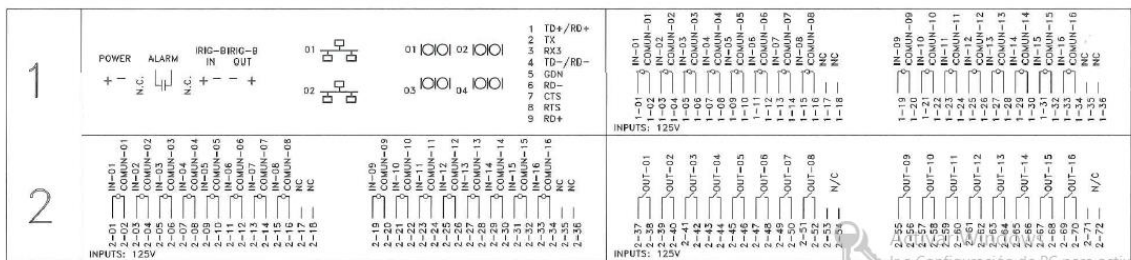 1
POWER
+ -
N.C.
ALARM
N.C.
IRIG-B IN
+ -
IRIG-B OUT
- +
01
02
01 02
03 04
1 TD+/RD+
2 TX
3 RX3
4 TD-/RD-
5 GDN
6 RD-
7 CTS
8 RTS
9 RD+
1-01 IN-01
1-02 COMUN-01
1-03 IN-02
1-04 COMUN-02
1-05 IN-03
1-06 COMUN-03
1-07 IN-04
1-08 COMUN-04
1-09 IN-05
1-10 COMUN-05
1-11 IN-06
1-12 COMUN-06
1-13 IN-07
1-14 COMUN-07
1-15 IN-08
1-16 COMUN-08
1-17 NC
1-18 NC
INPUTS: 125V
1-19 IN-09
1-20 COMUN-09
1-21 IN-10
1-22 COMUN-10
1-23 IN-11
1-24 COMUN-11
1-25 IN-12
1-26 COMUN-12
1-27 IN-13
1-28 COMUN-13
1-29 IN-14
1-30 COMUN-14
1-31 IN-15
1-32 COMUN-15
1-33 IN-16
1-34 COMUN-16
1-35 NC
1-36 NC
2
2-01 IN-01
2-02 COMUN-01
2-03 IN-02
2-04 COMUN-02
2-05 IN-03
2-06 COMUN-03
2-07 IN-04
2-08 COMUN-04
2-09 IN-05
2-10 COMUN-05
2-11 IN-06
2-12 COMUN-06
2-13 IN-07
2-14 COMUN-07
2-15 IN-08
2-16 COMUN-08
2-17 NC
2-18 NC
INPUTS: 125V
2-19 IN-09
2-20 COMUN-09
2-21 IN-10
2-22 COMUN-10
2-23 IN-11
2-24 COMUN-11
2-25 IN-12
2-26 COMUN-12
2-27 IN-13
2-28 COMUN-13
2-29 IN-14
2-30 COMUN-14
2-31 IN-15
2-32 COMUN-15
2-33 IN-16
2-34 COMUN-16
2-35 NC
2-36 NC
2-37
2-38 OUT-01
2-39
2-40 OUT-02
2-41
2-42 OUT-03
2-43
2-44 OUT-04
2-45
2-46 OUT-05
2-47
2-48 OUT-06
2-49
2-50 OUT-07
2-51
2-52 OUT-08
2-53
2-54 N/C
2-55
2-56 OUT-09
2-57
2-58 OUT-10
2-59
2-60 OUT-11
2-61
2-62 OUT-12
2-63
2-64 OUT-13
2-65
2-66 OUT-14
2-67
2-68 OUT-15
2-69
2-70 OUT-16
2-71
2-72 N/C
Activar Windows